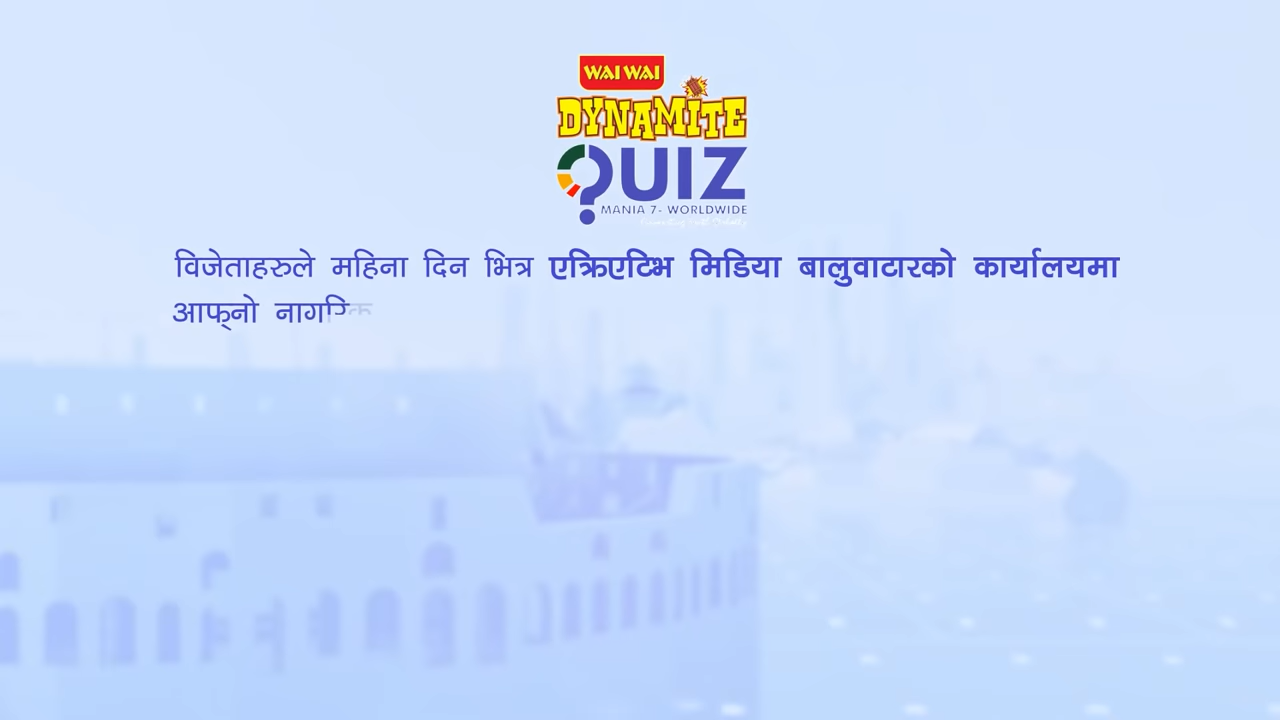 WAI WAI
DYNAMITE
QUIZ
MANIA 7- WORLDWIDE
विजेताहरुले महिना दिन भित्र एक्रिएटिभ मिडिया बालुवाटारको कार्यालयमा
आफ्नो